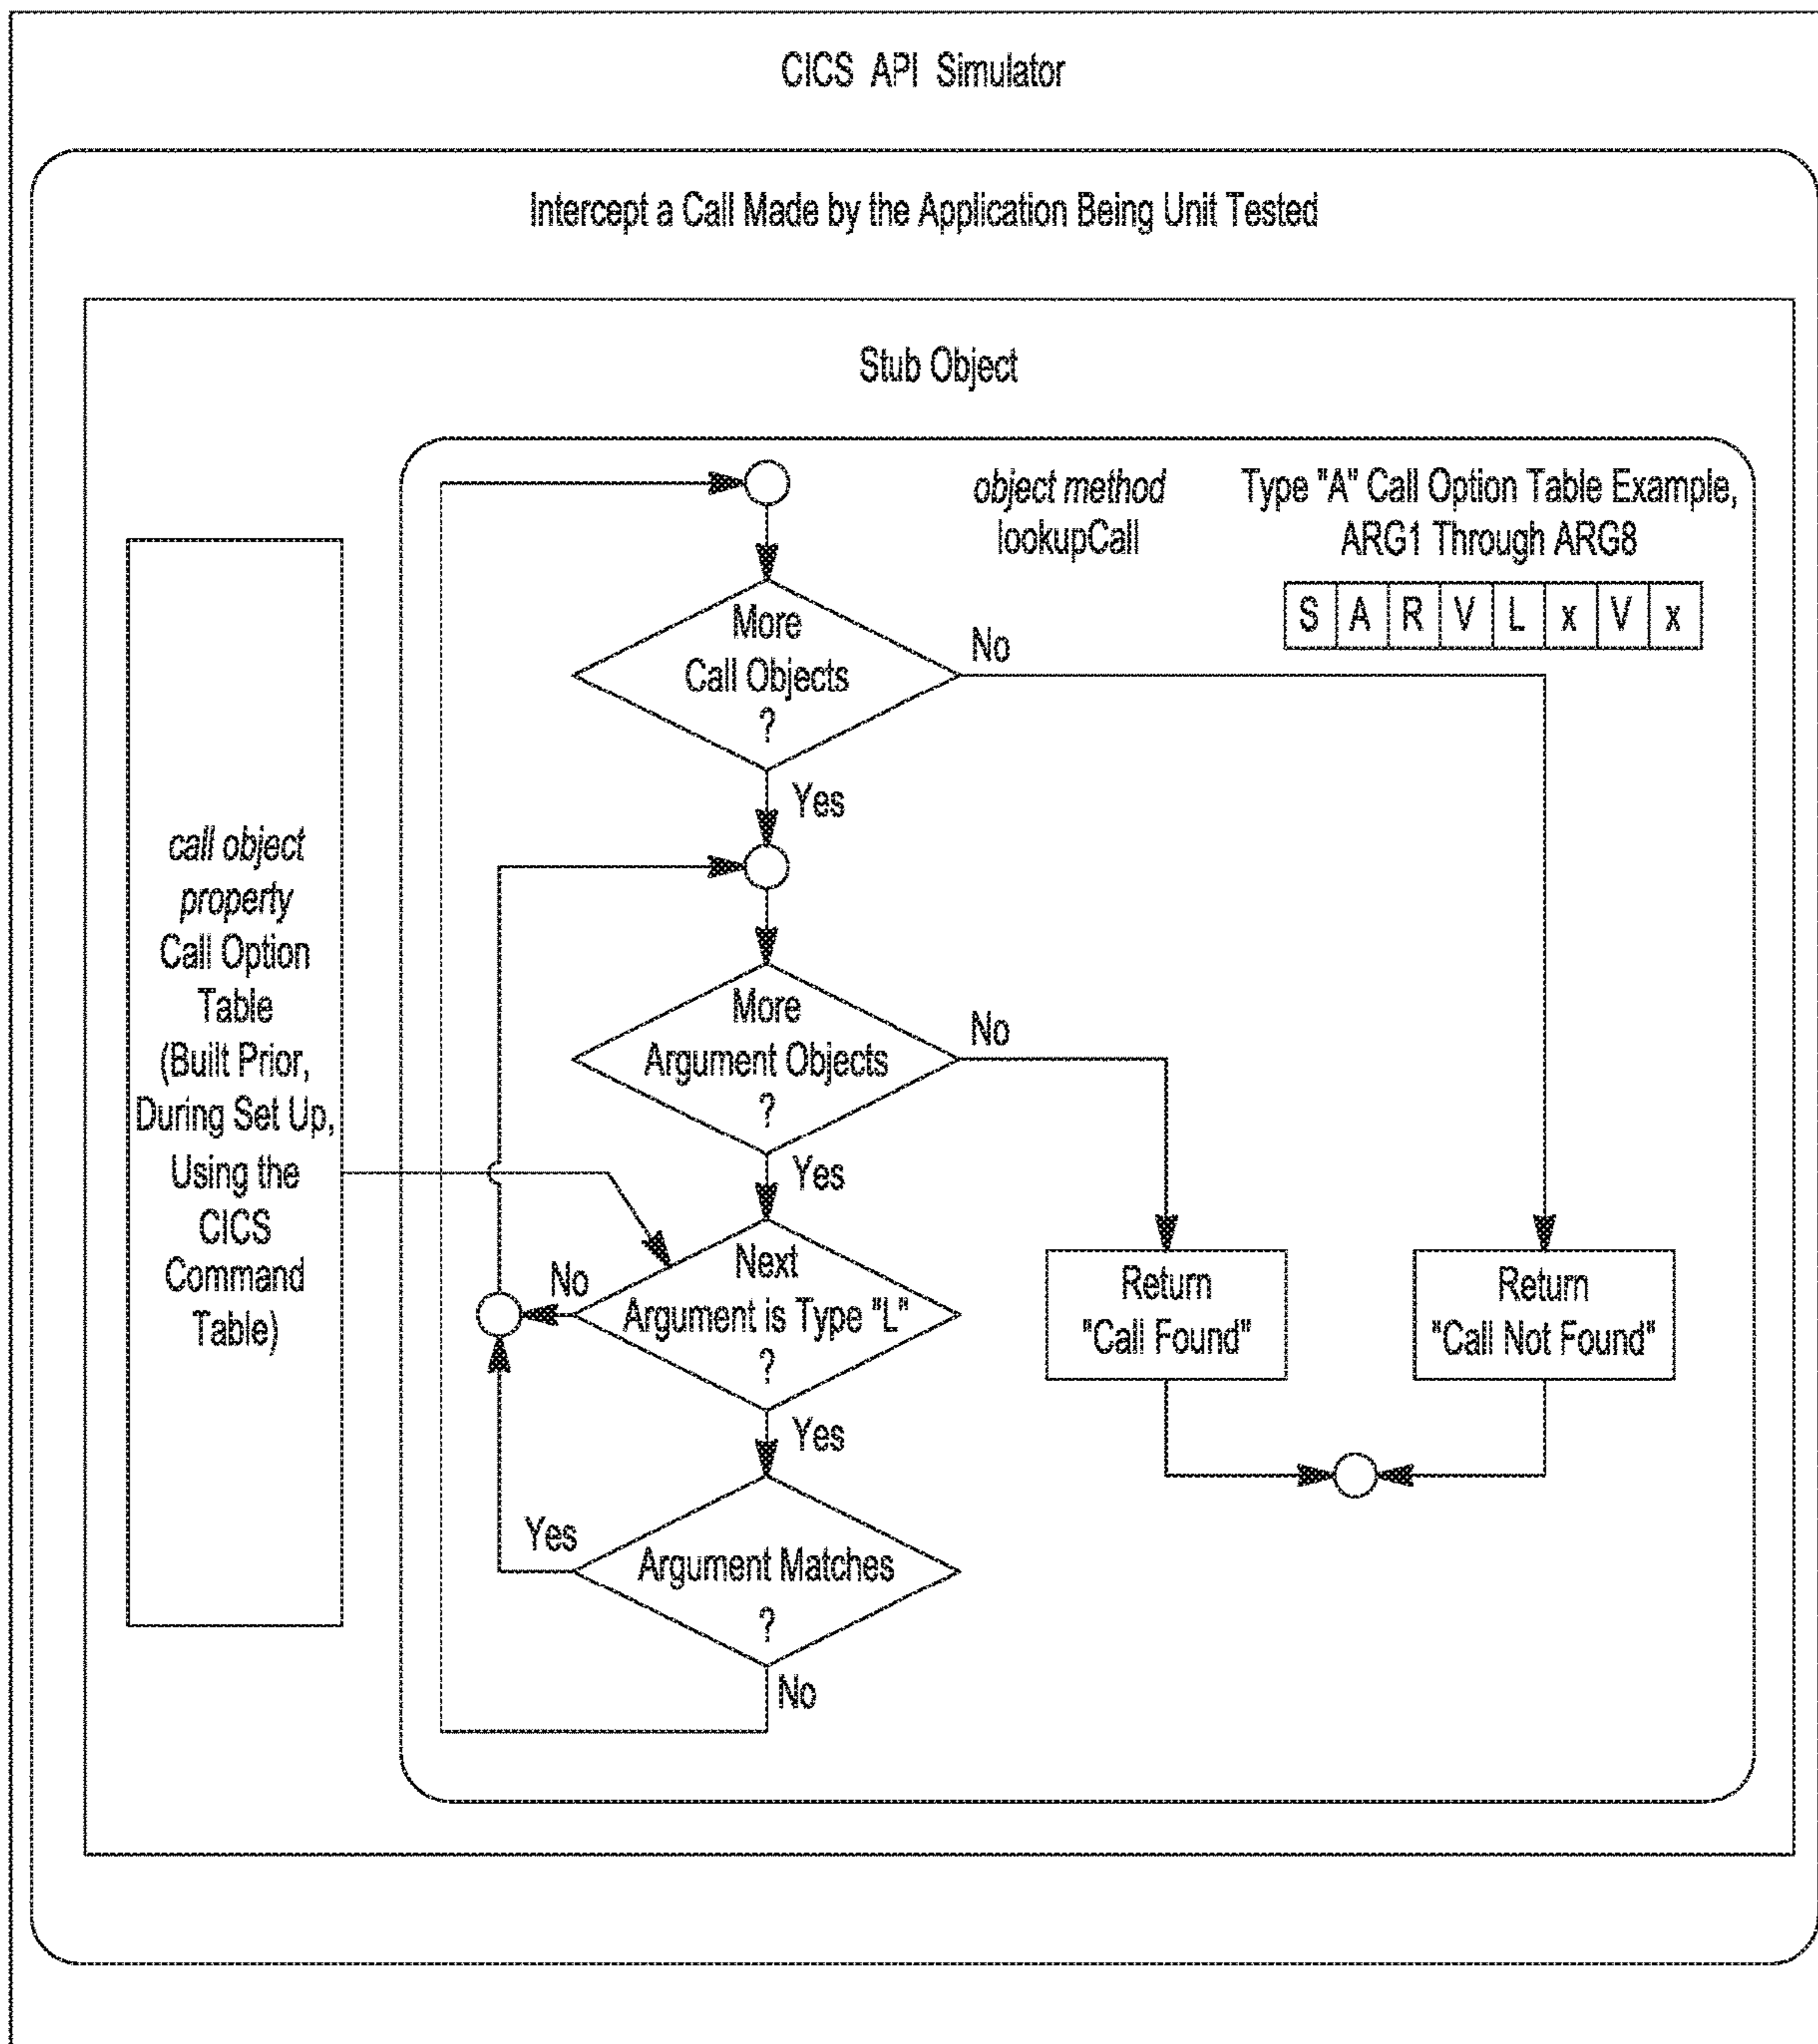 CICS API Simulator
Intercept a Call Made by the Application Being Unit Tested
Stub Object
object method
lookupCall
Type "A" Call Option Table Example,
ARG1 Through ARG8
S A R V L x V x
More
Call Objects
?
No
Yes
call object
property
Call Option
Table
(Built Prior,
During Set Up,
Using the
CICS
Command
Table)
More
Argument Objects
?
No
Yes
Next
Argument is Type "L"
?
No
Yes
Return
"Call Found"
Return
"Call Not Found"
Argument Matches
?
Yes
No